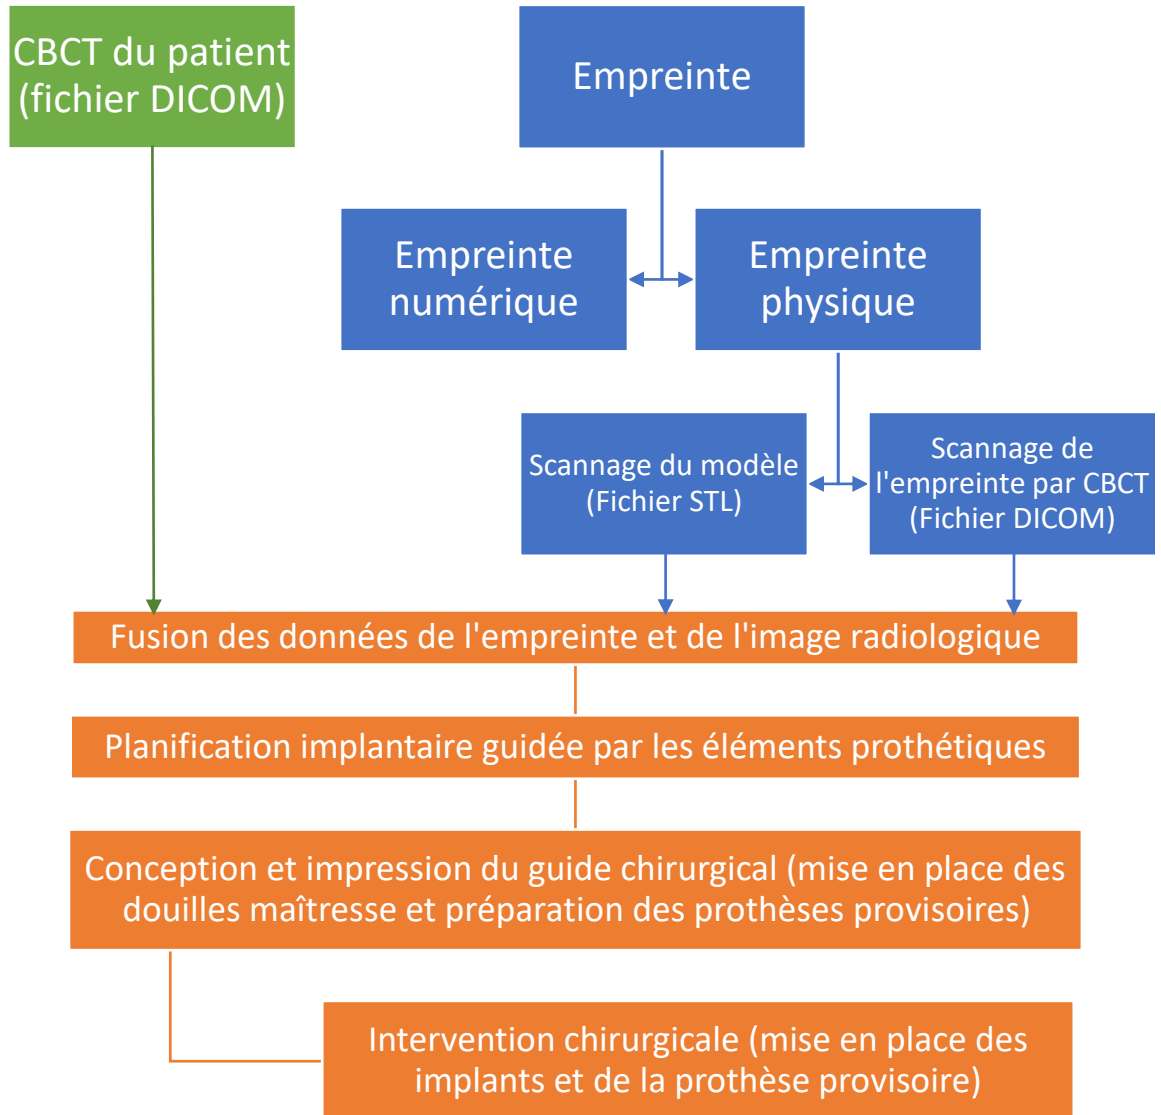 CBCT du patient
(fichier DICOM)
Empreinte
Empreinte
numérique
Empreinte
physique
Scannage du modèle
(Fichier STL)
Scannage de
l'empreinte par CBCT
(Fichier DICOM)
Fusion des données de l'empreinte et de l'image radiologique
Planification implantaire guidée par les éléments prothétiques
Conception et impression du guide chirurgical (mise en place des
douilles maîtresse et préparation des prothèses provisoires)
Intervention chirurgicale (mise en place des
implants et de la prothèse provisoire)